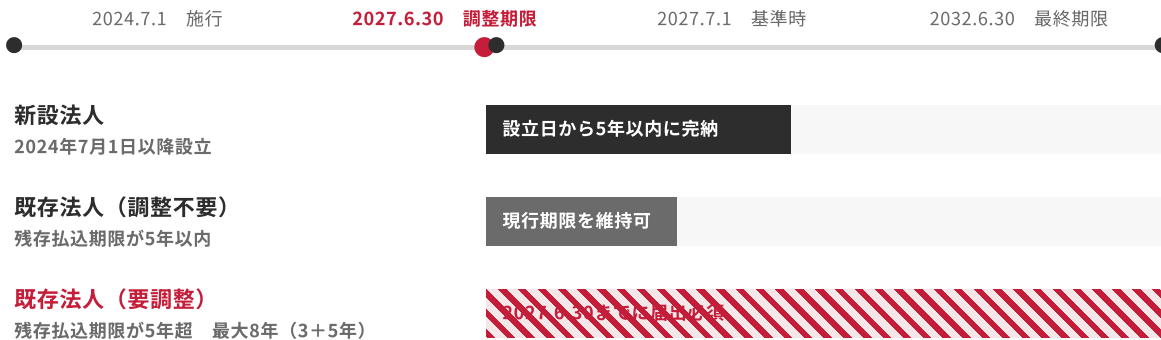 2024.7.1　施行
2027.6.30　調整期限
2027.7.1　基準時
2032.6.30　最終期限
新設法人
2024年7月1日以降設立
設立日から5年以内に完納
既存法人（調整不要）
残存払込期限が5年以内
現行期限を維持可
既存法人（要調整）
残存払込期限が5年超　最大8年（3＋5年）
2027.6.30までに届出必須